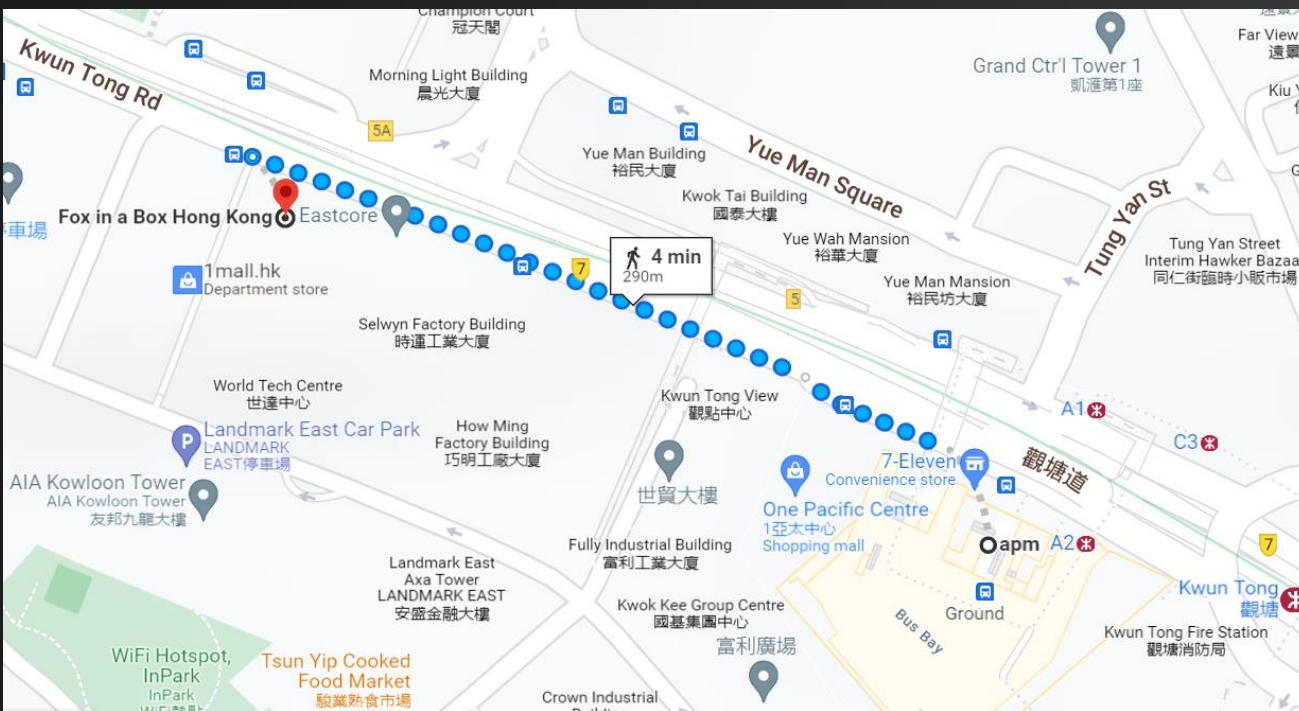 Champion Court
冠天閣
Kwun Tong Rd
Morning Light Building
晨光大廈
5A
Grand Ctr'l Tower 1
凱滙第1座
Far View
遠景
Yue Man Building
裕民大廈
Yue Man Square
Kwok Tai Building
國泰大樓
Yue Wah Mansion
裕華大廈
Tung Yan St
Tung Yan Street
Interim Hawker Bazaa
同仁街臨時小販市場
Yue Man Mansion
裕民坊大廈
Fox in a Box Hong Kong
Eastcore
車場
7
4 min
290m
5
1mall.hk
Department store
Selwyn Factory Building
時運工業大廈
World Tech Centre
世達中心
Kwun Tong View
觀點中心
A1
C3
Landmark East Car Park
LANDMARK
EAST停車場
P
How Ming
Factory Building
巧明工廠大廈
AIA Kowloon Tower
AIA Kowloon Tower
友邦九龍大樓
世貿大樓
7-Eleven
Convenience store
觀塘道
One Pacific Centre
1亞太中心
Shopping mall
apm
A2
7
Landmark East
Axa Tower
LANDMARK EAST
安盛金融大樓
Fully Industrial Building
富利工業大廈
Kwok Kee Group Centre
國基集團中心
富利廣場
Ground
Bus Bay
Kwun Tong
觀塘
Kwun Tong Fire Station
觀塘消防局
WiFi Hotspot,
InPark
InPark
WiFi熱點
Tsun Yip Cooked
Food Market
駿業熟食市場
Crown Industrial